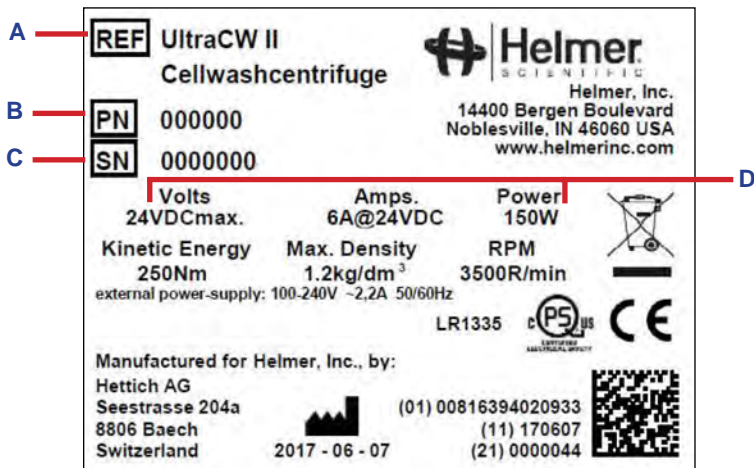 A
REF UltraCW II
Cellwashcentrifuge
Helmer
SCIENTIFIC
Helmer, Inc.
14400 Bergen Boulevard
Noblesville, IN 46060 USA
www.helmerinc.com
B
PN 000000
C
SN 0000000
D
Volts Amps. Power
24VDCmax. 6A@24VDC 150W
Kinetic Energy Max. Density RPM
250Nm 1.2kg/dm³ 3500R/min
external power-supply: 100-240V ~2,2A 50/60Hz
LR1335 c PS us CE
CERTIFIED
ELECTRICAL SAFETY
Manufactured for Helmer, Inc., by:
Hettich AG
Seestrasse 204a (01) 00816394020933
8806 Baech (11) 170607
Switzerland 2017 - 06 - 07 (21) 0000044